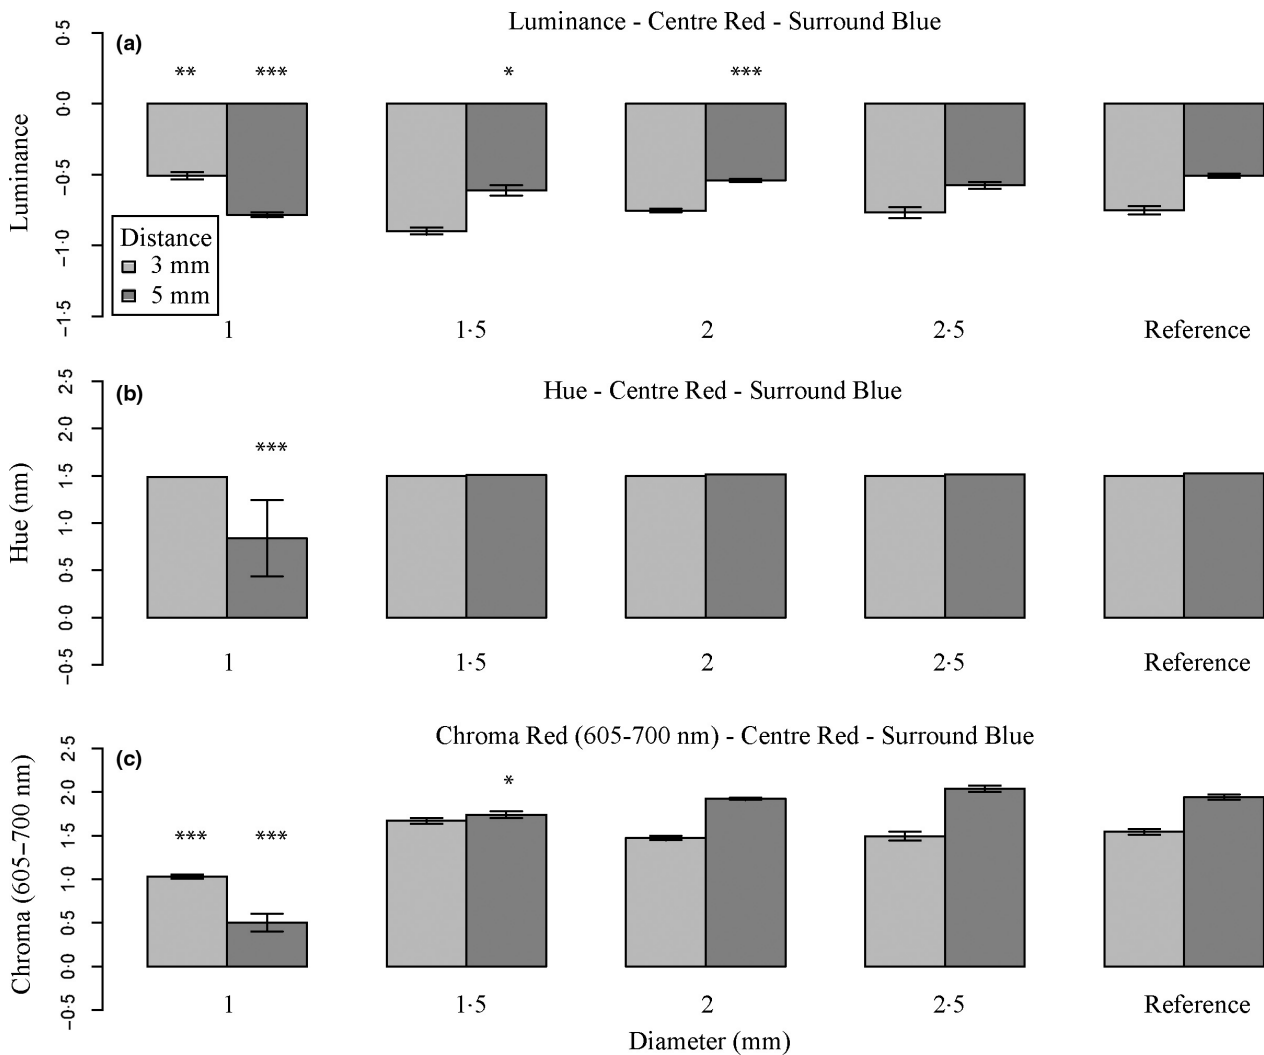 Luminance - Centre Red - Surround Blue
(a)
Luminance
0·5
0·0
−0·5
−1·0
−1·5
** *** * ***
Distance
3 mm
5 mm
1 1·5 2 2·5 Reference
Hue - Centre Red - Surround Blue
(b)
Hue (nm)
2·5
2·0
1·5
1·0
0·5
0·0
−0·5
***
1 1·5 2 2·5 Reference
Chroma Red (605-700 nm) - Centre Red - Surround Blue
(c)
Chroma (605−700 nm)
2·5
2·0
1·5
1·0
0·5
0·0
−0·5
*
*** ***
1 1·5 2 2·5 Reference
Diameter (mm)